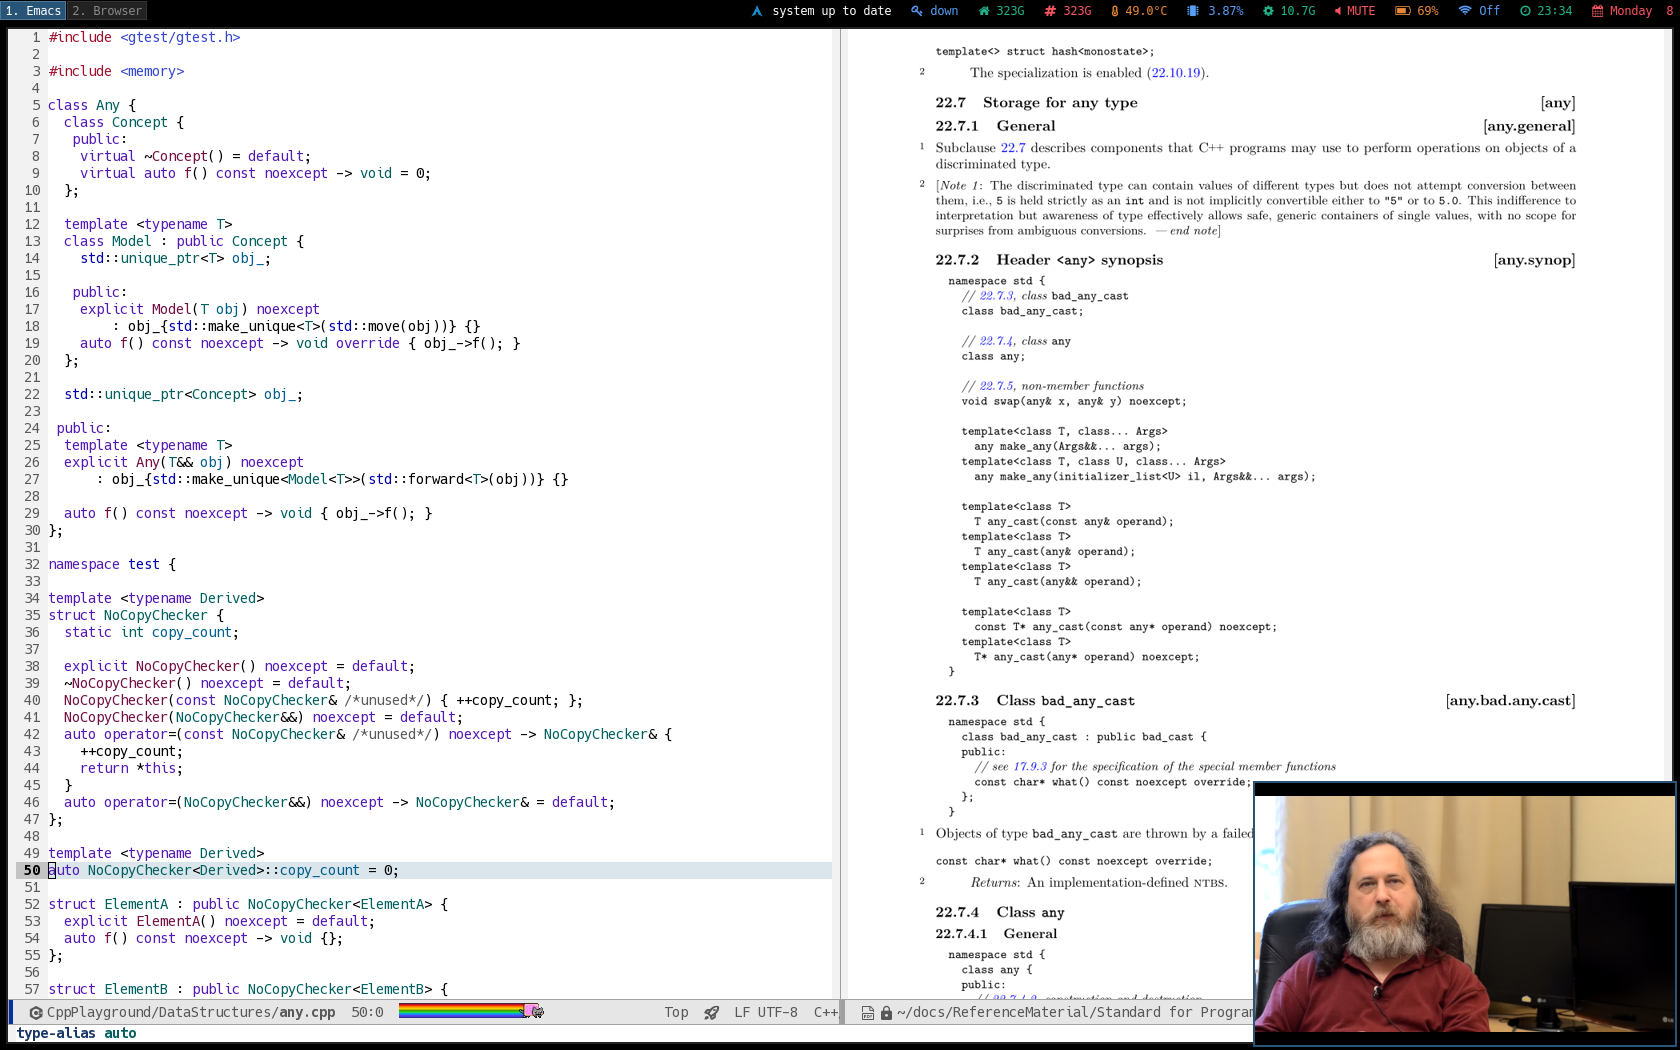 1. Emacs 2. Browser
system up to date down 323G 323G 49.0°C 3.87% 10.7G MUTE 69% Off 23:34 Monday 8
1 #include <gtest/gtest.h>
2
3 #include <memory>
4
5 class Any {
6   class Concept {
7    public:
8     virtual ~Concept() = default;
9     virtual auto f() const noexcept -> void = 0;
10   };
11
12   template <typename T>
13   class Model : public Concept {
14     std::unique_ptr<T> obj_;
15
16    public:
17     explicit Model(T obj) noexcept
18         : obj_{std::make_unique<T>(std::move(obj))} {}
19     auto f() const noexcept -> void override { obj_->f(); }
20   };
21
22   std::unique_ptr<Concept> obj_;
23
24  public:
25   template <typename T>
26   explicit Any(T&& obj) noexcept
27       : obj_{std::make_unique<Model<T>>(std::forward<T>(obj))} {}
28
29   auto f() const noexcept -> void { obj_->f(); }
30 };
31
32 namespace test {
33
34 template <typename Derived>
35 struct NoCopyChecker {
36   static int copy_count;
37
38   explicit NoCopyChecker() noexcept = default;
39   ~NoCopyChecker() noexcept = default;
40   NoCopyChecker(const NoCopyChecker& /*unused*/) { ++copy_count; };
41   NoCopyChecker(NoCopyChecker&&) noexcept = default;
42   auto operator=(const NoCopyChecker& /*unused*/) noexcept -> NoCopyChecker& {
43     ++copy_count;
44     return *this;
45   }
46   auto operator=(NoCopyChecker&&) noexcept -> NoCopyChecker& = default;
47 };
48
49 template <typename Derived>
50 auto NoCopyChecker<Derived>::copy_count = 0;
51
52 struct ElementA : public NoCopyChecker<ElementA> {
53   explicit ElementA() noexcept = default;
54   auto f() const noexcept -> void {};
55 };
56
57 struct ElementB : public NoCopyChecker<ElementB> {
CppPlayground/DataStructures/any.cpp 50:0 Top LF UTF-8 C++
type-alias auto
template<> struct hash<monostate>;
2 The specialization is enabled (22.10.19).
22.7 Storage for any type [any]
22.7.1 General [any.general]
1 Subclause 22.7 describes components that C++ programs may use to perform operations on objects of a
discriminated type.
2 [Note 1: The discriminated type can contain values of different types but does not attempt conversion between
them, i.e., 5 is held strictly as an int and is not implicitly convertible either to "5" or to 5.0. This indifference to
interpretation but awareness of type effectively allows safe, generic containers of single values, with no scope for
surprises from ambiguous conversions. — end note]
22.7.2 Header <any> synopsis [any.synop]
namespace std {
// 22.7.3, class bad_any_cast
class bad_any_cast;
// 22.7.4, class any
class any;
// 22.7.5, non-member functions
void swap(any& x, any& y) noexcept;
template<class T, class... Args>
any make_any(Args&&... args);
template<class T, class U, class... Args>
any make_any(initializer_list<U> il, Args&&... args);
template<class T>
T any_cast(const any& operand);
template<class T>
T any_cast(any& operand);
template<class T>
T any_cast(any&& operand);
template<class T>
const T* any_cast(const any* operand) noexcept;
template<class T>
T* any_cast(any* operand) noexcept;
}
22.7.3 Class bad_any_cast [any.bad.any.cast]
namespace std {
class bad_any_cast : public bad_cast {
public:
// see 17.9.3 for the specification of the special member functions
const char* what() const noexcept override;
};
}
1 Objects of type bad_any_cast are thrown by a failed
const char* what() const noexcept override;
2 Returns: An implementation-defined NTBS.
22.7.4 Class any
22.7.4.1 General
namespace std {
class any {
public:
// 22.7.4.2, construction and destruction
~/docs/ReferenceMaterial/Standard for Progra